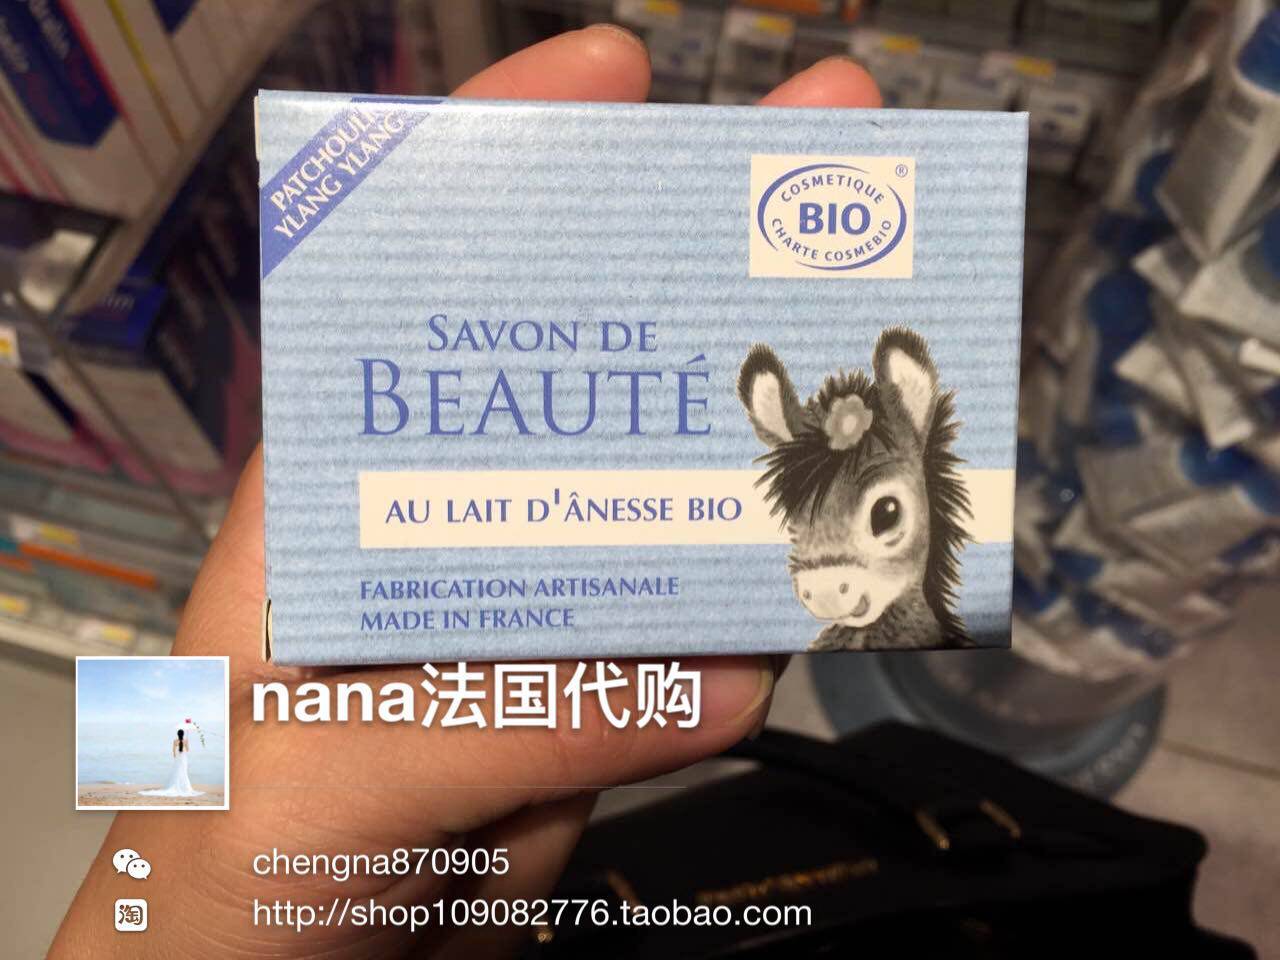 PATCHOULI
YLANG YLANG
COSMETIQUE
®
BIO
CHARTE COSMEBIO
SAVON DE
BEAUTÉ
AU LAIT D'ÂNESSE BIO
FABRICATION ARTISANALE
MADE IN FRANCE
nana法国代购
chengna870905
淘
http://shop109082776.taobao.com